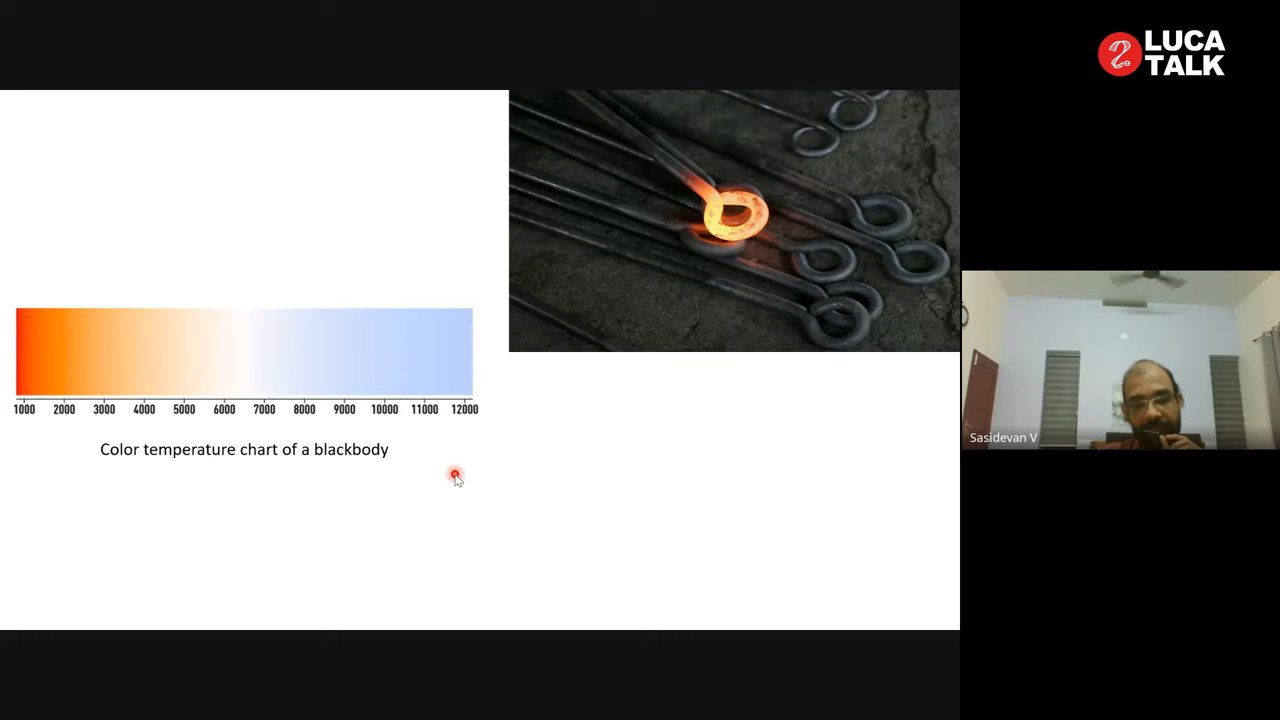 LUCA
TALK
1000 2000 3000 4000 5000 6000 7000 8000 9000 10000 11000 12000
Color temperature chart of a blackbody
Sasidevan V